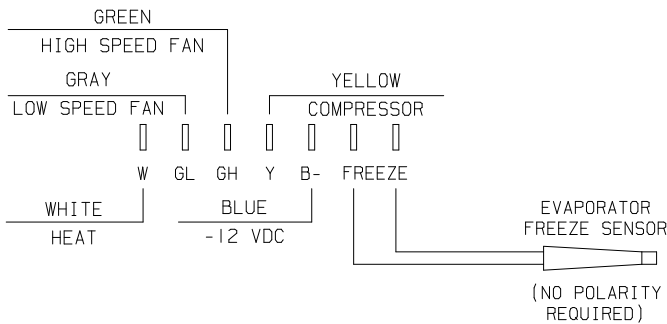 GREEN
HIGH SPEED FAN
GRAY
LOW SPEED FAN
YELLOW
COMPRESSOR
W GL GH Y B- FREEZE
WHITE
HEAT
BLUE
-12 VDC
EVAPORATOR
FREEZE SENSOR
(NO POLARITY
REQUIRED)